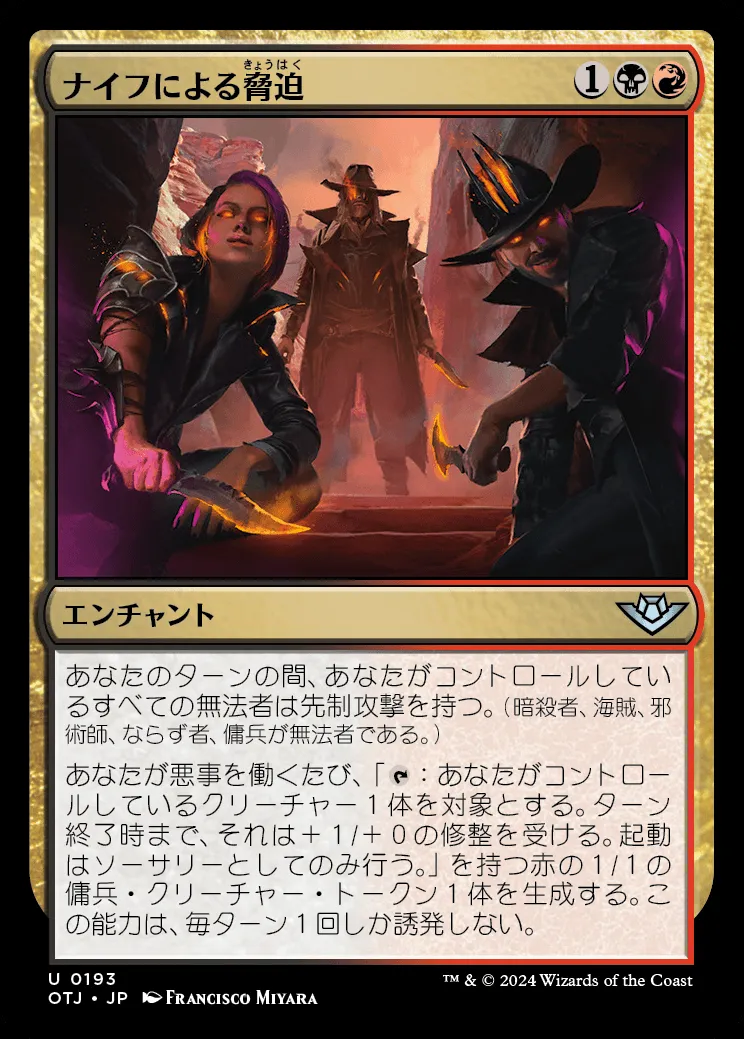 ナイフによる脅迫
きょうはく
1
エンチャント
あなたのターンの間、あなたがコントロールしてい
るすべての無法者は先制攻撃を持つ。（暗殺者、海賊、邪
術師、ならず者、傭兵が無法者である。）
あなたが悪事を働くたび、「：あなたがコントロー
ルしているクリーチャー１体を対象とする。ターン
終了時まで、それは＋１/＋０の修整を受ける。起動
はソーサリーとしてのみ行う。」を持つ赤の１/１の
傭兵・クリーチャー・トークン１体を生成する。こ
の能力は、毎ターン１回しか誘発しない。
U 0193
OTJ • JP Francisco Miyara
™ & © 2024 Wizards of the Coast